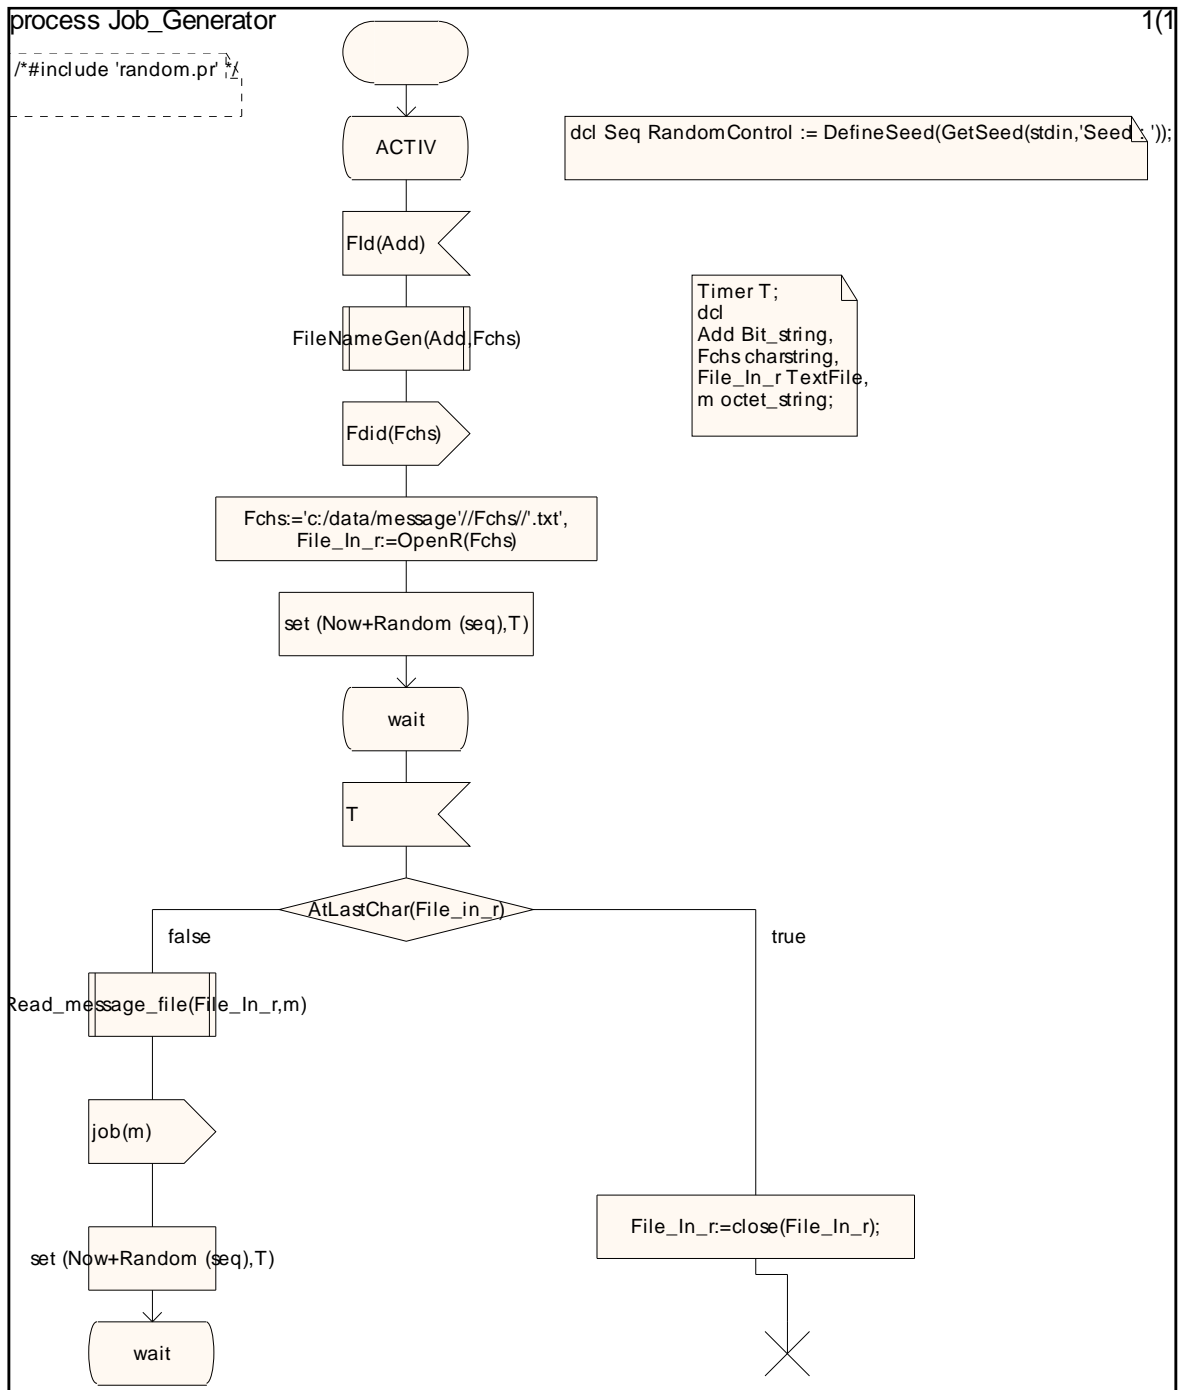 process Job_Generator
1(1
/*#include 'random.pr' */
ACTIV
dcl Seq RandomControl := DefineSeed(GetSeed(stdin,'Seed : '));
FId(Add)
Timer T;
dcl
Add Bit_string,
Fchs charstring,
File_In_r TextFile,
m octet_string;
FileNameGen(Add,Fchs)
Fdid(Fchs)
Fchs:='c:/data/message'//Fchs//'.txt',
File_In_r:=OpenR(Fchs)
set (Now+Random (seq),T)
wait
T
AtLastChar(File_in_r)
false
true
Read_message_file(File_In_r,m)
job(m)
File_In_r:=close(File_In_r);
set (Now+Random (seq),T)
wait